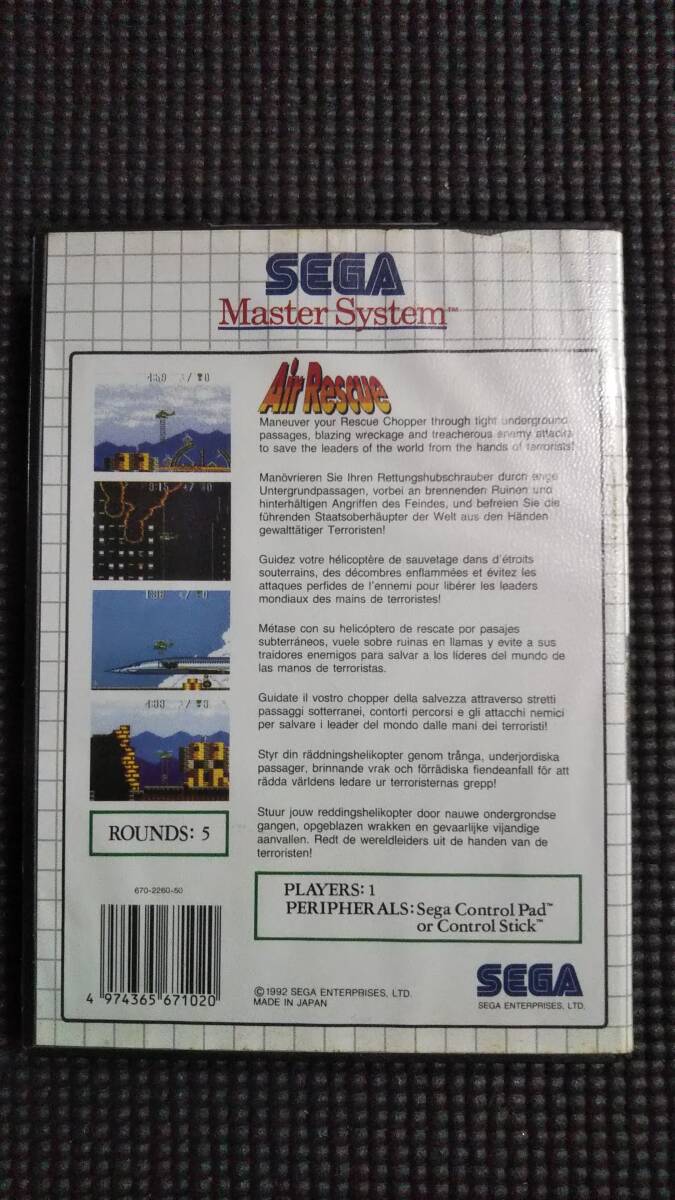 SEGA
Master System™
Air Rescue
Maneuver your Rescue Chopper through tight underground
passages, blazing wreckage and treacherous enemy attacks
to save the leaders of the world from the hands of terrorists!
Manövrieren Sie Ihren Rettungshubschrauber durch enge
Untergrundpassagen, vorbei an brennenden Ruinen und
hinterhältigen Angriffen des Feindes, und befreien Sie die
führenden Staatsoberhäupter der Welt aus den Händen
gewalttätiger Terroristen!
Guidez votre hélicoptère de sauvetage dans d'étroits
souterrains, des décombres enflammées et évitez les
attaques perfides de l'ennemi pour libérer les leaders
mondiaux des mains de terroristes!
Métase con su helicóptero de rescate por pasajes
subterráneos, vuele sobre ruinas en llamas y evite a sus
traidores enemigos para salvar a los líderes del mundo de
las manos de terroristas.
Guidate il vostro chopper della salvezza attraverso stretti
passaggi sotterranei, contorti percorsi e gli attacchi nemici
per salvare i leader del mondo dalle mani dei terroristi!
Styr din räddningshelikopter genom trånga, underjordiska
passager, brinnande vrak och förrädiska fiendeanfall för att
rädda världens ledare ur terroristernas grepp!
Stuur jouw reddingshelikopter door nauwe ondergrondse
gangen, opgeblazen wrakken en gevaarlijke vijandige
aanvallen. Redt de wereldleiders uit de handen van de
terroristen!
ROUNDS: 5
PLAYERS: 1
PERIPHERALS: Sega Control Pad™
or Control Stick™
670-2260-50
4 974365 671020
©1992 SEGA ENTERPRISES, LTD.
MADE IN JAPAN
SEGA
SEGA ENTERPRISES, LTD.